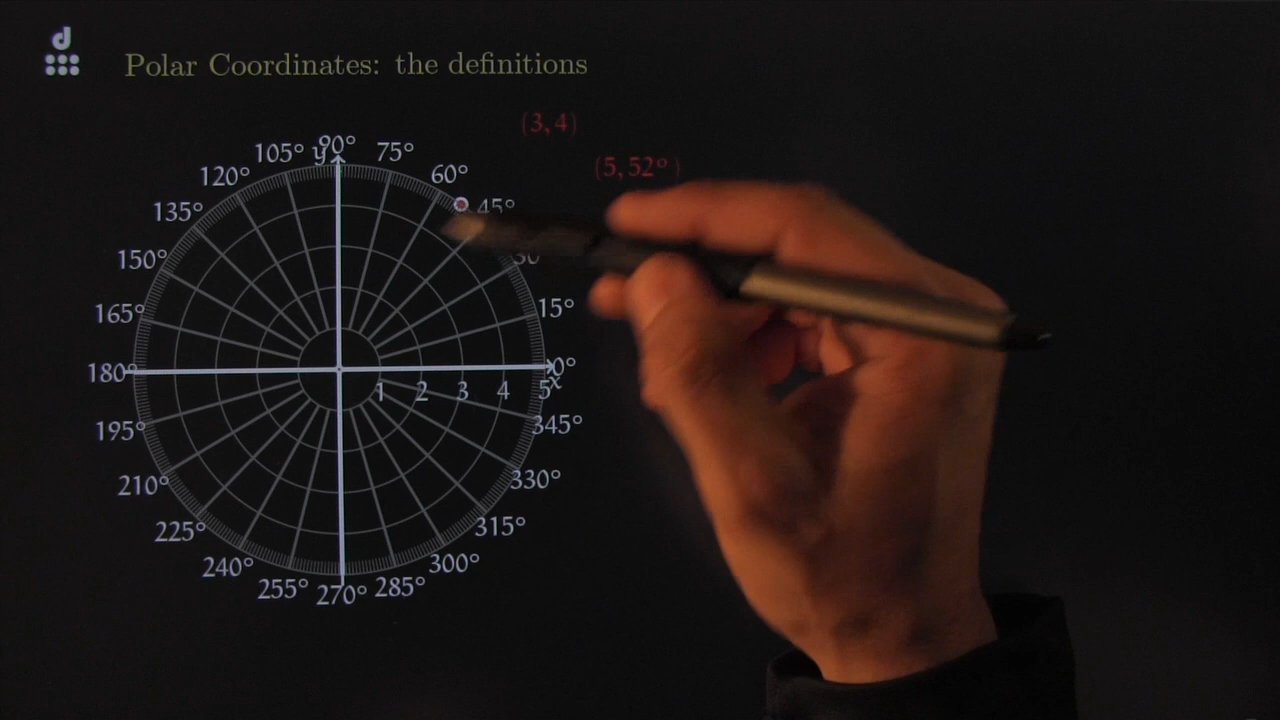 d
Polar Coordinates: the definitions
(3, 4)
(5, 52°)
90°
105° y 75°
120° 60°
135° 45°
150°
165° 15°
180° 0°
1 2 3 4 5 x
195° 345°
210° 330°
225° 315°
240° 300°
255° 270° 285°